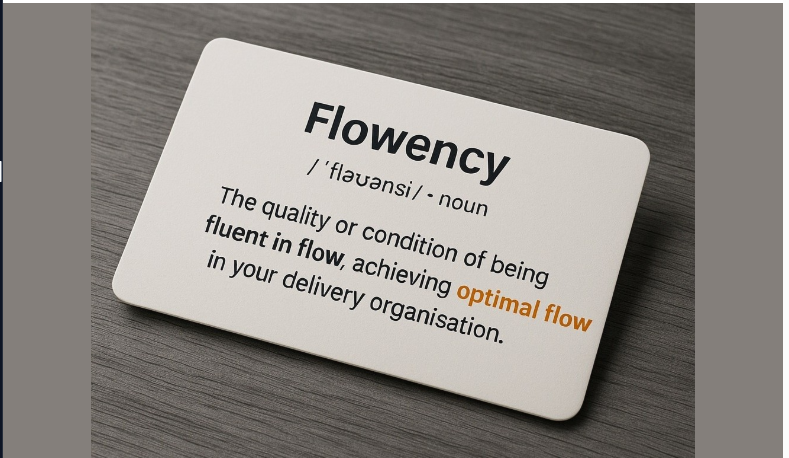 Flowency
/ ˈfləʊənsi/ • noun
The quality or condition of being
fluent in flow, achieving optimal flow
in your delivery organisation.